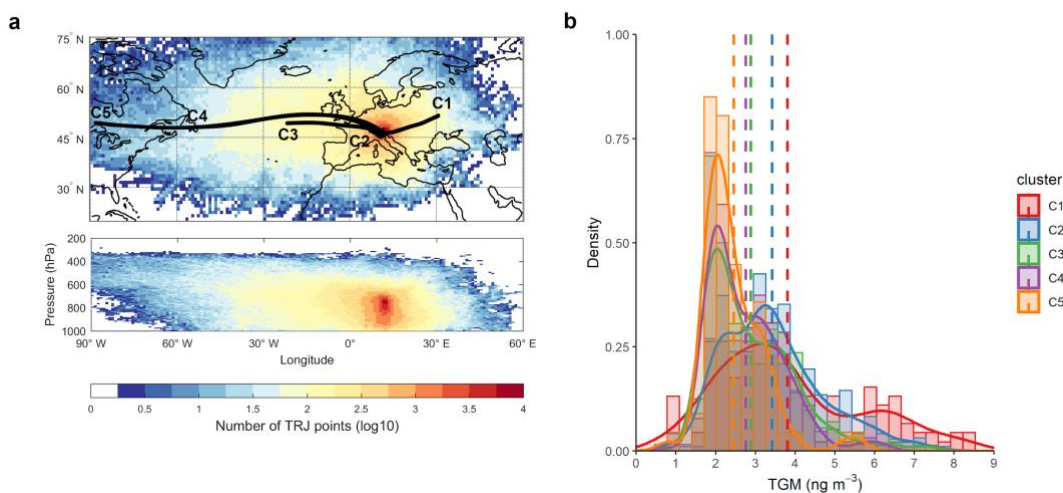 a
75°N
60°N
45°N
30°N
C5
C4
C3
C2
C1
Pressure (hPa)
200
400
600
800
1000
90° W
60° W
30° W
0°
30° E
60° E
Longitude
0
0.5
1
1.5
2
2.5
3
3.5
4
Number of TRJ points (log10)
b
Density
1.00
0.75
0.50
0.25
0.00
0
1
2
3
4
5
6
7
8
9
TGM (ng m⁻³)
cluster
C1
C2
C3
C4
C5